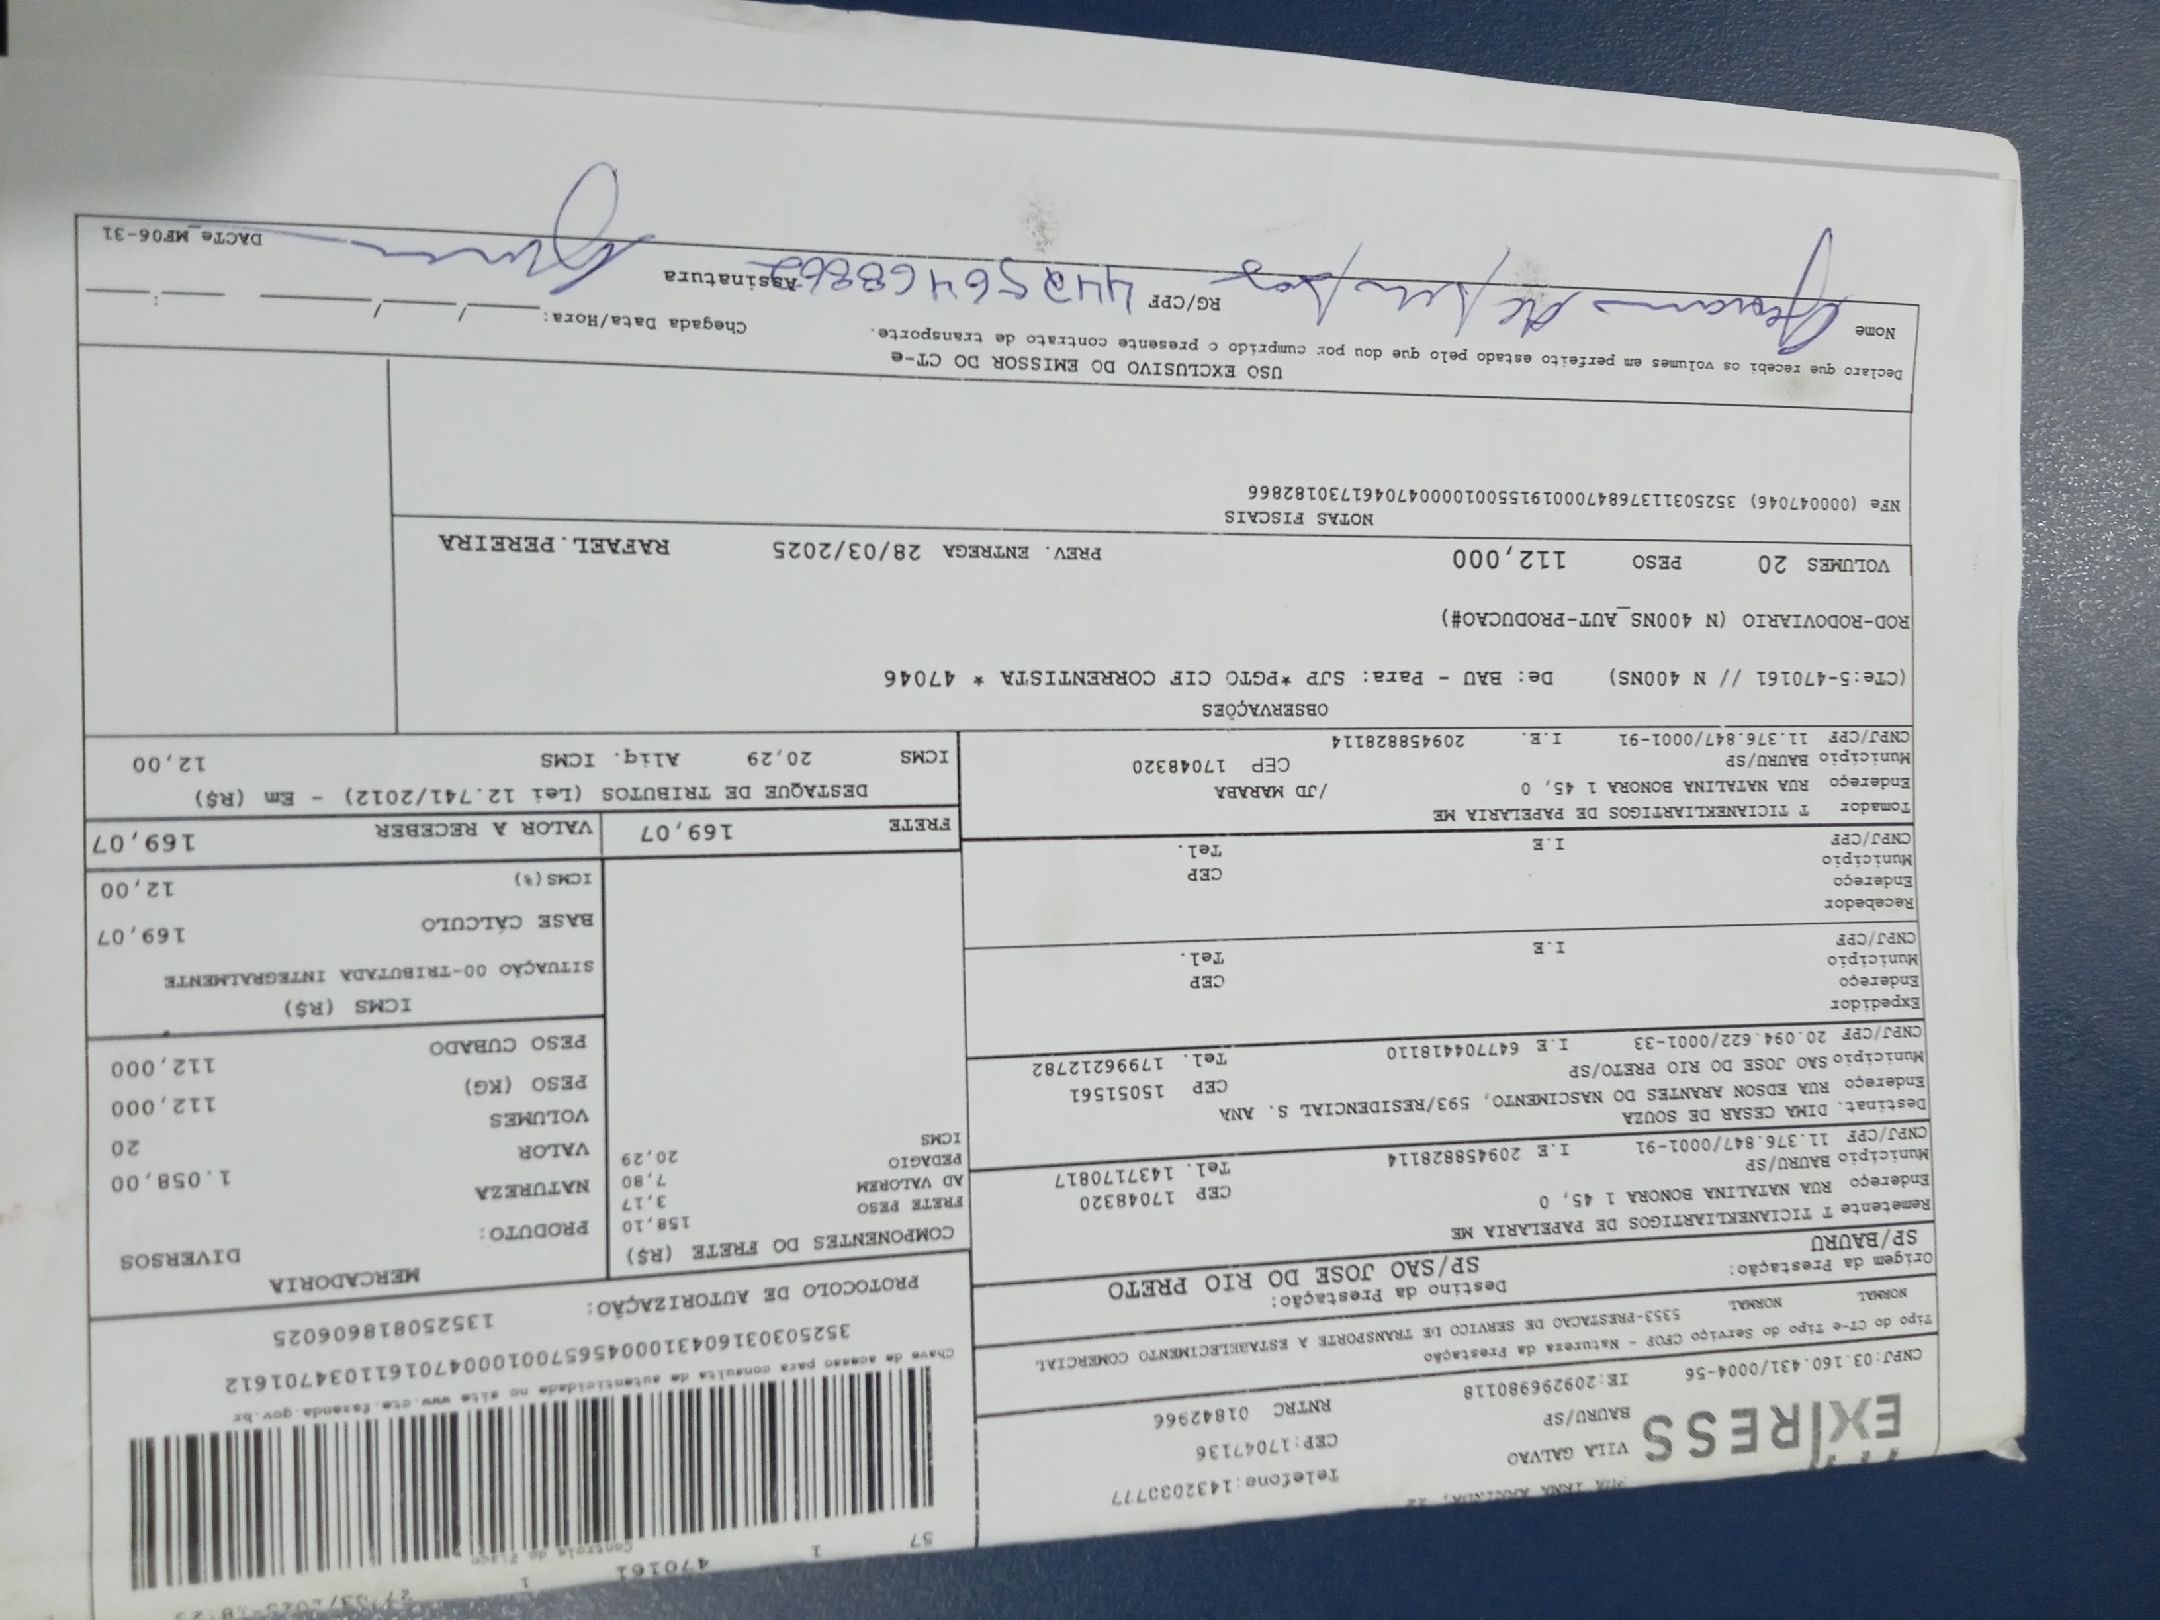 57 1 470161 1
Controle do Fisco
EXPRESS
VILA GALVAO
BAURU/SP
Telefone:1432030777
CEP:17047136
RNTRC 01842966
CNPJ:03.160.431/0004-56 IE:209296980118
Chave de acesso para consulta de autenticidade no site www.cte.fazenda.gov.br
35250303160431000456570010004701611034701612
PROTOCOLO DE AUTORIZAÇÃO: 135250818606025
Tipo do CT-e Tipo do Serviço CFOP - Natureza da Prestação
NORMAL NORMAL 5353-PRESTACAO DE SERVICO DE TRANSPORTE A ESTABELECIMENTO COMERCIAL
Origem da Prestação: Destino da Prestação:
SP/BAURU SP/SAO JOSE DO RIO PRETO
Remetente T TICIANEKLIARTIGOS DE PAPELARIA ME
Endereço RUA NATALINA BONORA 1 45, 0 CEP 17048320
Município BAURU/SP Tel. 1437170817
CNPJ/CPF 11.376.847/0001-91 I.E 209458828114
Destinat. DIMA CESAR DE SOUZA
Endereço RUA EDSON ARANTES DO NASCIMENTO, 593/RESIDENCIAL S. ANA
Município SAO JOSE DO RIO PRETO/SP CEP 15051561
CNPJ/CPF 20.094.622/0001-33 I.E 647704418110 Tel. 17996212782
Expedidor
Endereço CEP
Município Tel.
CNPJ/CPF I.E
Recebedor
Endereço CEP
Município Tel.
CNPJ/CPF I.E
Tomador T TICIANEKLIARTIGOS DE PAPELARIA ME
Endereço RUA NATALINA BONORA 1 45, 0 /JD MARABA
Município BAURU/SP CEP 17048320
CNPJ/CPF 11.376.847/0001-91 I.E. 209458828114
COMPONENTES DO FRETE (R$)
FRETE PESO 158,10
AD VALOREM 3,17
PEDAGIO 7,80
ICMS 20,29
FRETE 169,07
MERCADORIA
PRODUTO: DIVERSOS
NATUREZA
VALOR 1.058,00
VOLUMES 20
PESO (KG) 112,000
PESO CUBADO 112,000
ICMS (R$)
SITUAÇÃO 00-TRIBUTADA INTEGRALMENTE
BASE CÁLCULO 169,07
ICMS(%) 12,00
VALOR A RECEBER 169,07
DESTAQUE DE TRIBUTOS (Lei 12.741/2012) - Em (R$)
ICMS 20,29 Aliq. ICMS 12,00
OBSERVAÇÕES
(CTe:5-470161 // N 400NS) De: BAU - Para: SJP *PGTO CIF CORRENTISTA * 47046
ROD-RODOVIARIO (N 400NS_AUT-PRODUCAO#)
VOLUMES 20 PESO 112,000 PREV. ENTREGA 28/03/2025 RAFAEL.PEREIRA
NOTAS FISCAIS
NFe (000047046) 35250311376847000191550010000470461730182866
USO EXCLUSIVO DO EMISSOR DO CT-e
Declaro que recebi os volumes em perfeito estado pelo que dou por cumprido o presente contrato de transporte. Chegada Data/Hora: / / :
Nome RG/CPF 44256468862 Assinatura
DACTe_MF06-31